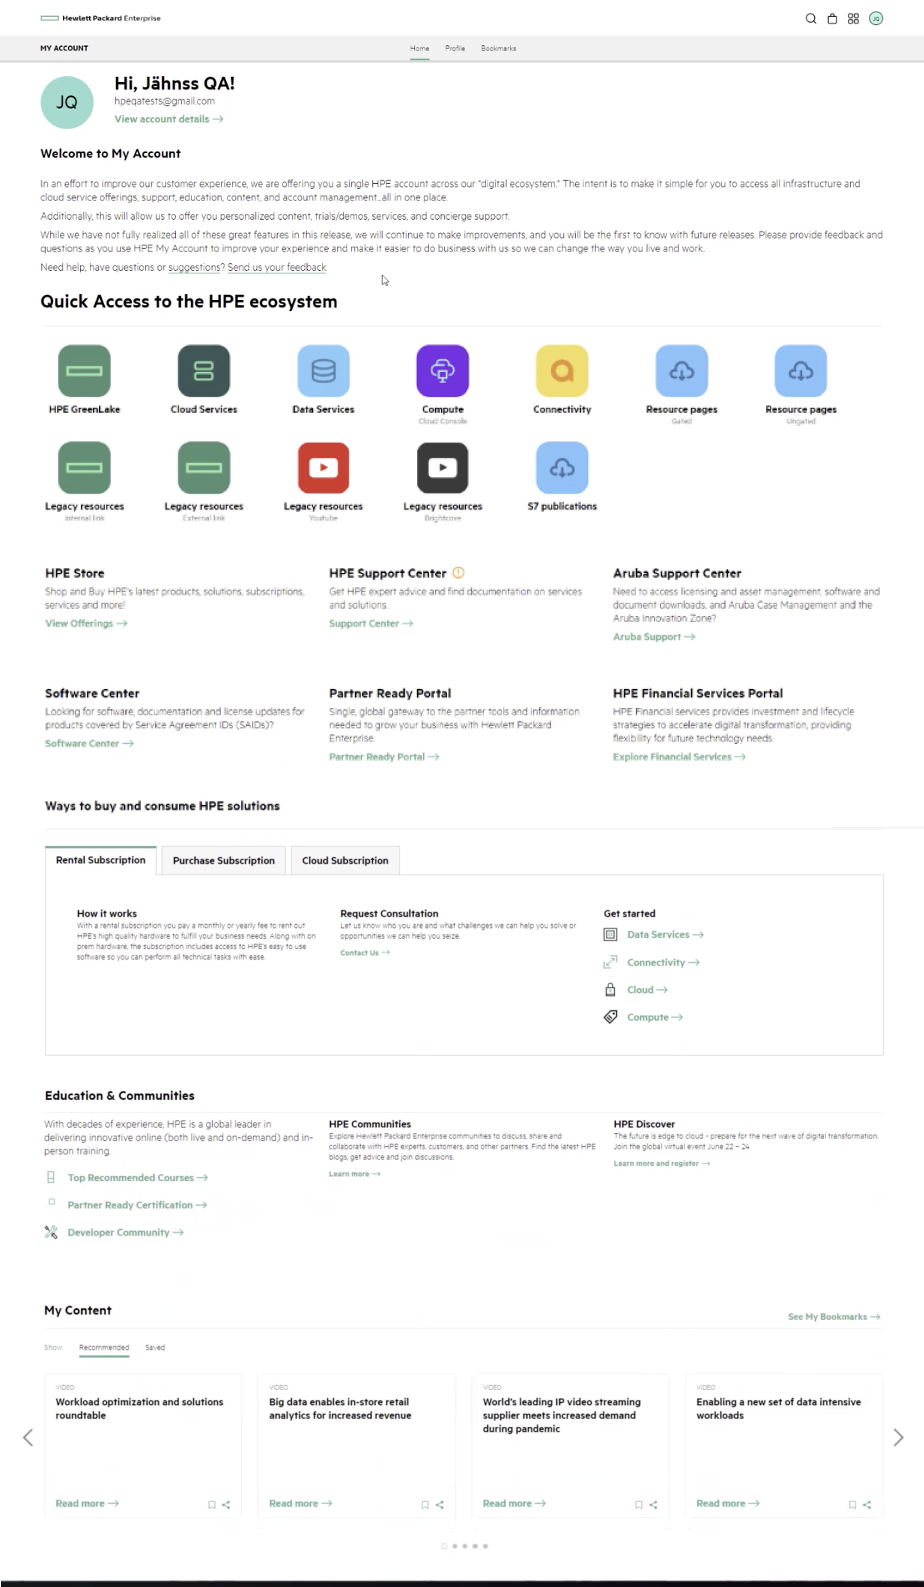 Hewlett Packard Enterprise
JQ
MY ACCOUNT
Home Profile Bookmarks
JQ
Hi, Jähnss QA!
hpeqatests@gmail.com
View account details →
Welcome to My Account
In an effort to improve our customer experience, we are offering you a single HPE account across our "digital ecosystem." The intent is to make it simple for you to access all infrastructure and
cloud service offerings, support, education, content, and account management...all in one place.
Additionally, this will allow us to offer you personalized content, trials/demos, services, and concierge support.
While we have not fully realized all of these great features in this release, we will continue to make improvements, and you will be the first to know with future releases. Please provide feedback and
questions as you use HPE My Account to improve your experience and make it easier to do business with us so we can change the way you live and work.
Need help, have questions or suggestions? Send us your feedback
Quick Access to the HPE ecosystem
HPE GreenLake Cloud Services Data Services Compute Connectivity Resource pages Resource pages
Cloud Console Gated Ungated
Legacy resources Legacy resources Legacy resources Legacy resources S7 publications
Internal link External link Youtube Brightcove
HPE Store
Shop and Buy HPE's latest products, solutions, subscriptions,
services and more!
View Offerings →
HPE Support Center
Get HPE expert advice and find documentation on services
and solutions.
Support Center →
Aruba Support Center
Need to access licensing and asset management, software and
document downloads, and Aruba Case Management and the
Aruba Innovation Zone?
Aruba Support →
Software Center
Looking for software, documentation and license updates for
products covered by Service Agreement IDs (SAIDs)?
Software Center →
Partner Ready Portal
Single, global gateway to the partner tools and information
needed to grow your business with Hewlett Packard
Enterprise.
Partner Ready Portal →
HPE Financial Services Portal
HPE Financial services provides investment and lifecycle
strategies to accelerate digital transformation, providing
flexibility for future technology needs.
Explore Financial Services →
Ways to buy and consume HPE solutions
Rental Subscription Purchase Subscription Cloud Subscription
How it works
With a rental subscription you pay a monthly or yearly fee to rent out
HPE's high quality hardware to fulfill your business needs. Along with on
prem hardware, the subscription includes access to HPE's easy to use
software so you can perform all technical tasks with ease.
Request Consultation
Let us know who you are and what challenges we can help you solve or
opportunities we can help you seize.
Contact Us →
Get started
Data Services →
Connectivity →
Cloud →
Compute →
Education & Communities
With decades of experience, HPE is a global leader in
delivering innovative online (both live and on-demand) and in-
person training.
Top Recommended Courses →
Partner Ready Certification →
Developer Community →
HPE Communities
Explore Hewlett Packard Enterprise communities to discuss, share and
collaborate with HPE experts, customers, and other partners. Find the latest HPE
blogs, get advice and join discussions.
Learn more →
HPE Discover
The future is edge to cloud - prepare for the next wave of digital transformation.
Join the global virtual event June 22 – 24
Learn more and register →
My Content
See My Bookmarks →
Show: Recommended Saved
VIDEO
Workload optimization and solutions
roundtable
Read more →
VIDEO
Big data enables in-store retail
analytics for increased revenue
Read more →
VIDEO
World's leading IP video streaming
supplier meets increased demand
during pandemic
Read more →
VIDEO
Enabling a new set of data intensive
workloads
Read more →